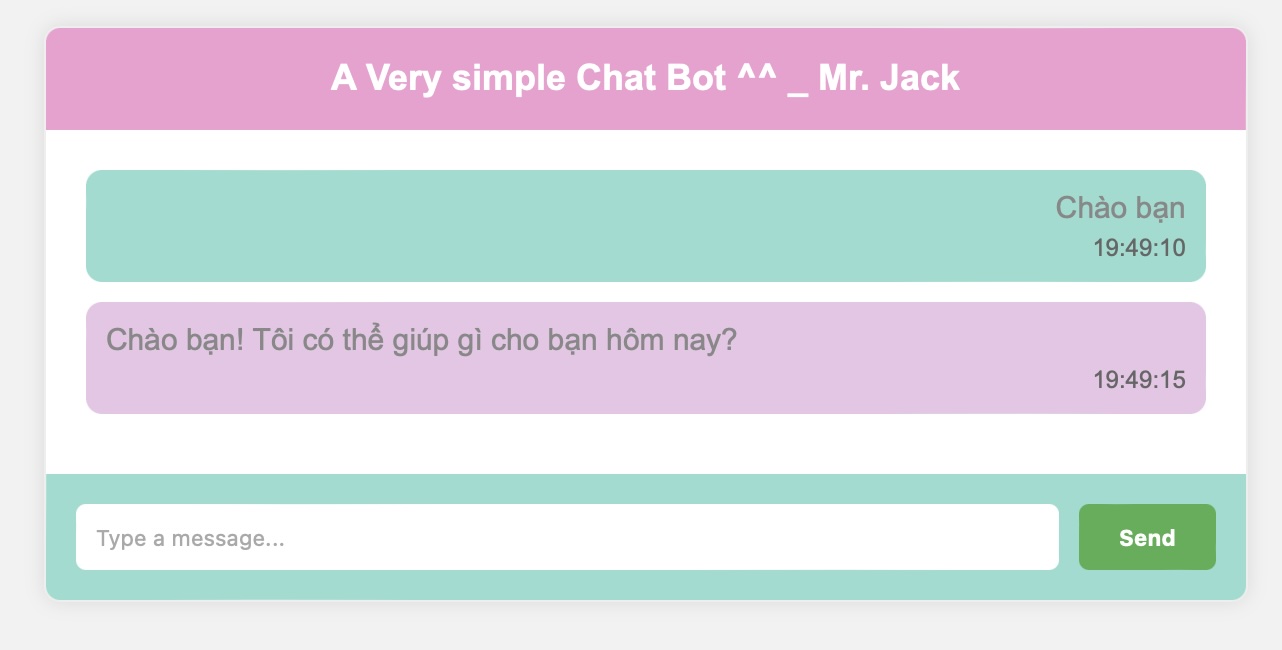 A Very simple Chat Bot ^^ _ Mr. Jack
Chào bạn
19:49:10
Chào bạn! Tôi có thể giúp gì cho bạn hôm nay?
19:49:15
Type a message...
Send